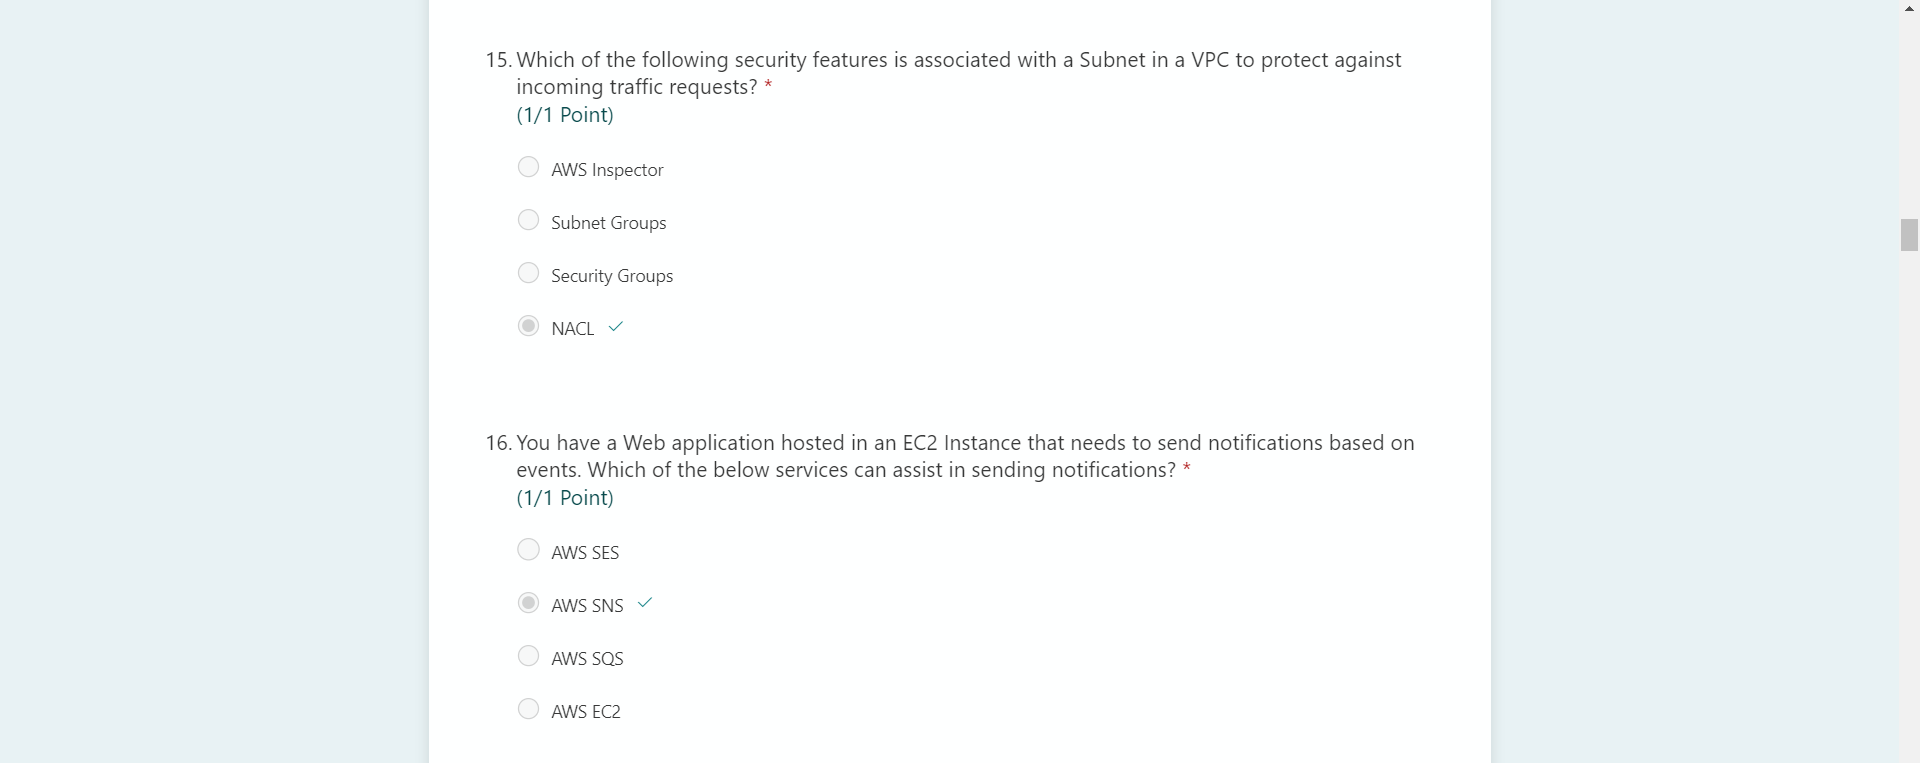 15. Which of the following security features is associated with a Subnet in a VPC to protect against
incoming traffic requests? *
(1/1 Point)
AWS Inspector
Subnet Groups
Security Groups
NACL
16. You have a Web application hosted in an EC2 Instance that needs to send notifications based on
events. Which of the below services can assist in sending notifications? *
(1/1 Point)
AWS SES
AWS SNS
AWS SQS
AWS EC2